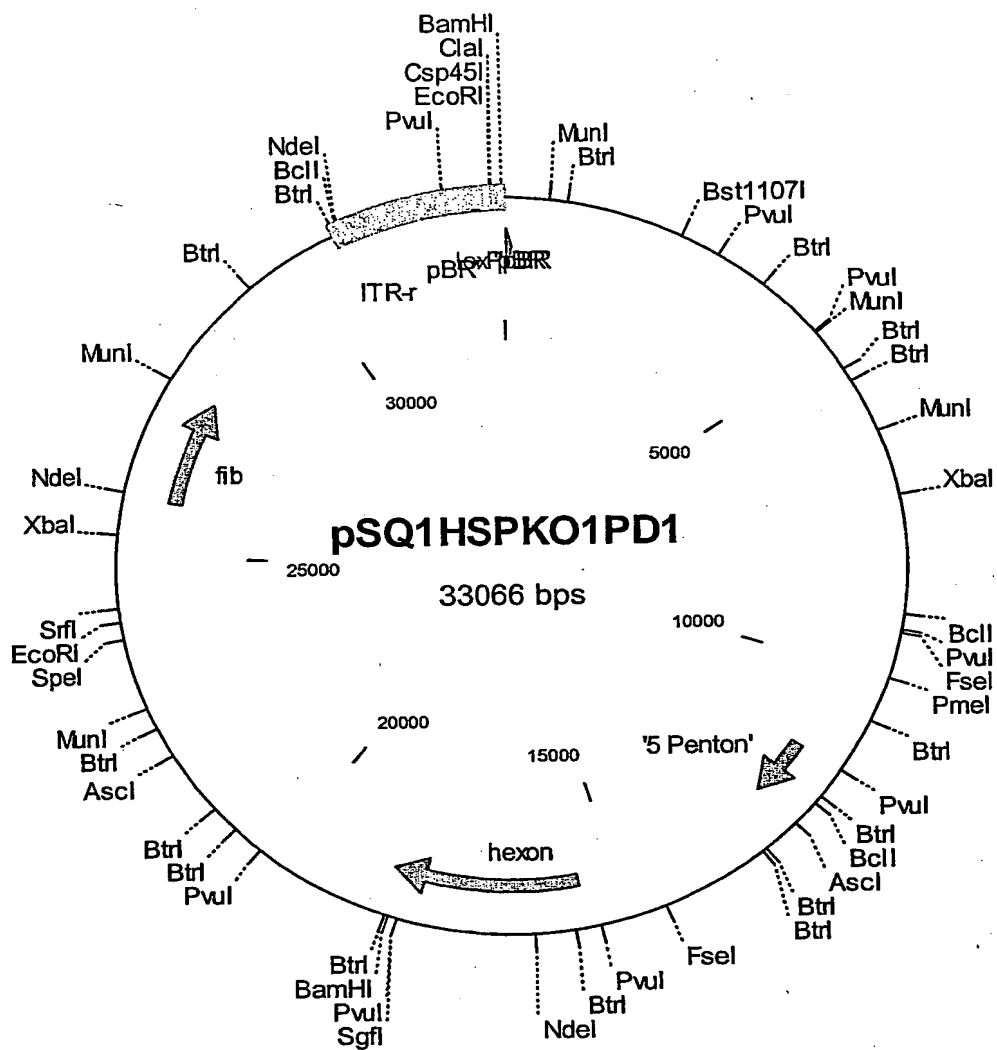 BamHI
ClaI
Csp45I
EcoRI
PvuI
NdeI
BclI
BtrI
BtrI
MunI
NdeI
XbaI
SrfI
EcoRI
SpeI
MunI
BtrI
AscI
BtrI
BtrI
PvuI
BtrI
BamHI
PvuI
SgfI
MunI
BtrI
Bst1107I
PvuI
BtrI
PvuI
MunI
BtrI
BtrI
MunI
XbaI
BclI
PvuI
FseI
PmeI
BtrI
PvuI
BtrI
BclI
AscI
BtrI
BtrI
FseI
PvuI
BtrI
NdeI
ITR-r
pBR
30000
5000
fib
pSQ1HSPKO1PD1
33066 bps
25000
10000
20000
15000
'5 Penton'
hexon